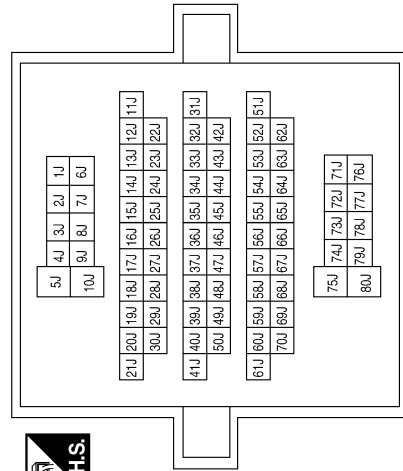 5J 4J 3J 2J 1J
10J 9J 8J 7J 6J
21J 20J 19J 18J 17J 16J 15J 14J 13J 12J 11J
30J 29J 28J 27J 26J 25J 24J 23J 22J
41J 40J 39J 38J 37J 36J 35J 34J 33J 32J 31J
50J 49J 48J 47J 46J 45J 44J 43J 42J
61J 60J 59J 58J 57J 56J 55J 54J 53J 52J 51J
70J 69J 68J 67J 66J 65J 64J 63J 62J
75J 74J 73J 72J 71J
80J 79J 78J 77J 76J
H.S.